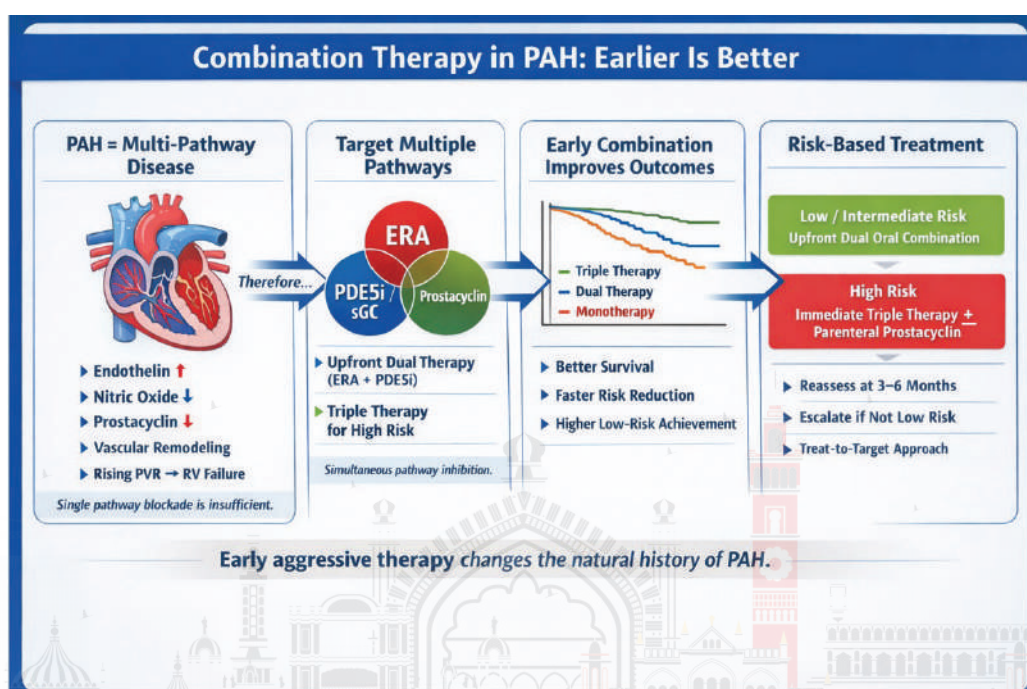 Combination Therapy in PAH: Earlier Is Better
PAH = Multi-Pathway
Disease
Endothelin ↑
Nitric Oxide ↓
Prostacyclin ↓
Vascular Remodeling
Rising PVR → RV Failure
Single pathway blockade is insufficient.
Therefore...
Target Multiple
Pathways
ERA
PDE5i /
sGC
Prostacyclin
Upfront Dual Therapy
(ERA + PDE5i)
Triple Therapy
for High Risk
Simultaneous pathway inhibition.
Early Combination
Improves Outcomes
Triple Therapy
Dual Therapy
Monotherapy
Better Survival
Faster Risk Reduction
Higher Low-Risk Achievement
Risk-Based Treatment
Low / Intermediate Risk
Upfront Dual Oral Combination
High Risk
Immediate Triple Therapy ±
Parenteral Prostacyclin
Reassess at 3–6 Months
Escalate if Not Low Risk
Treat-to-Target Approach
Early aggressive therapy changes the natural history of PAH.